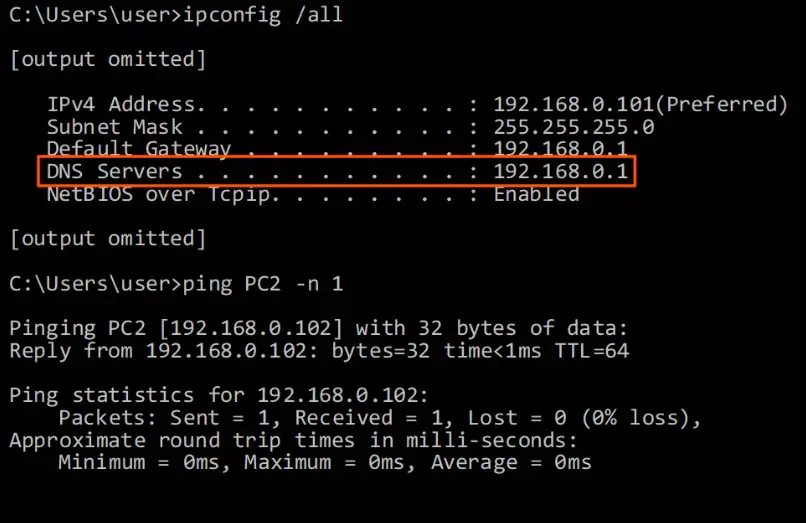 C:\Users\user>ipconfig /all
[output omitted]
IPv4 Address. . . . . . . . . . . : 192.168.0.101(Preferred)
Subnet Mask . . . . . . . . . . . : 255.255.255.0
Default Gateway . . . . . . . . . : 192.168.0.1
DNS Servers . . . . . . . . . . . : 192.168.0.1
NetBIOS over Tcpip. . . . . . . . : Enabled
[output omitted]
C:\Users\user>ping PC2 -n 1
Pinging PC2 [192.168.0.102] with 32 bytes of data:
Reply from 192.168.0.102: bytes=32 time<1ms TTL=64
Ping statistics for 192.168.0.102:
Packets: Sent = 1, Received = 1, Lost = 0 (0% loss),
Approximate round trip times in milli-seconds:
Minimum = 0ms, Maximum = 0ms, Average = 0ms